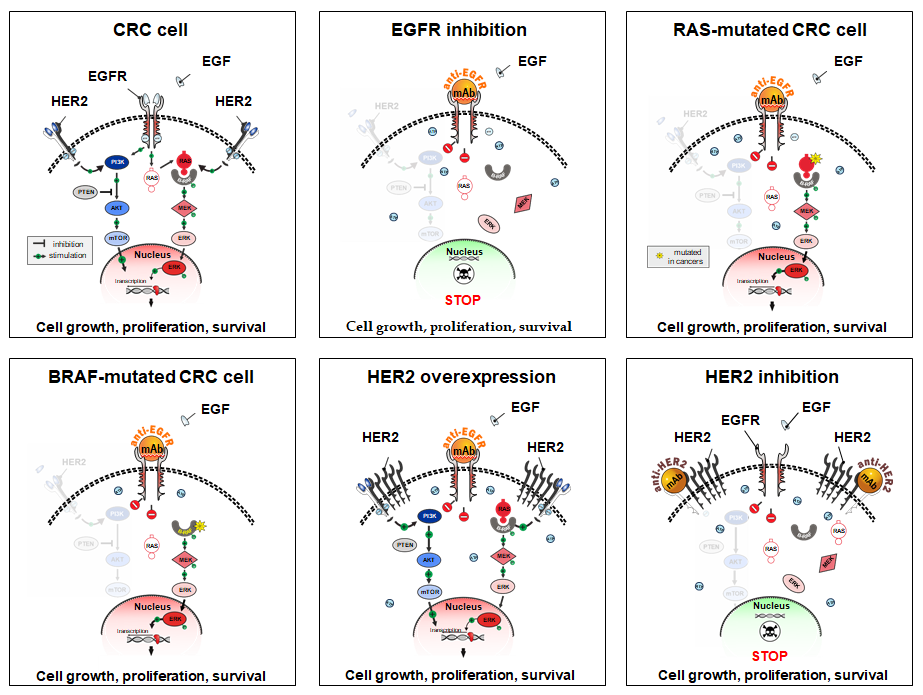 CRC cell
EGF
EGFR
HER2
HER2
PI3K
RAS
B-RAF
RAS
PTEN
AKT
MEK
mTOR
ERK
inhibition
stimulation
Nucleus
ERK
transcription
Cell growth, proliferation, survival
EGFR inhibition
EGF
anti-EGFR
mAb
HER2
PI3K
B-RAF
PTEN
RAS
AKT
MEK
ERK
mTOR
Nucleus
STOP
Cell growth, proliferation, survival
RAS-mutated CRC cell
EGF
anti-EGFR
mAb
HER2
PI3K
B-RAF
PTEN
RAS
AKT
MEK
mTOR
ERK
mutated
in cancers
Nucleus
ERK
transcription
Cell growth, proliferation, survival
BRAF-mutated CRC cell
EGF
anti-EGFR
mAb
HER2
PI3K
B-RAF
PTEN
RAS
AKT
MEK
mTOR
ERK
Nucleus
ERK
transcription
Cell growth, proliferation, survival
HER2 overexpression
EGF
anti-EGFR
HER2
mAb
HER2
PI3K
RAS
B-RAF
PTEN
AKT
MEK
mTOR
ERK
Nucleus
ERK
transcription
Cell growth, proliferation, survival
HER2 inhibition
EGF
EGFR
HER2
HER2
anti-HER2
mAb
anti-HER2
mAb
PI3K
B-RAF
RAS
PTEN
RAS
AKT
MEK
ERK
mTOR
Nucleus
STOP
Cell growth, proliferation, survival